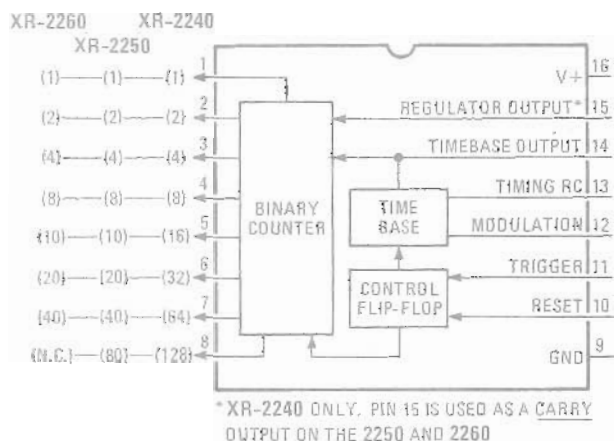 XR-2260 XR-2240
XR-2250
(1) (1) (1) 1
(2) (2) (2) 2
(4) (4) (4) 3
(8) (8) (8) 4
(10) (10) (16) 5
(20) (20) (32) 6
(40) (40) (64) 7
(N.C.) (80) (128) 8
BINARY
COUNTER
TIME
BASE
CONTROL
FLIP-FLOP
V+ 16
REGULATOR OUTPUT* 15
TIMEBASE OUTPUT 14
TIMING RC 13
MODULATION 12
TRIGGER 11
RESET 10
GND 9
*XR-2240 ONLY. PIN 15 IS USED AS A CARRY
OUTPUT ON THE 2250 AND 2260